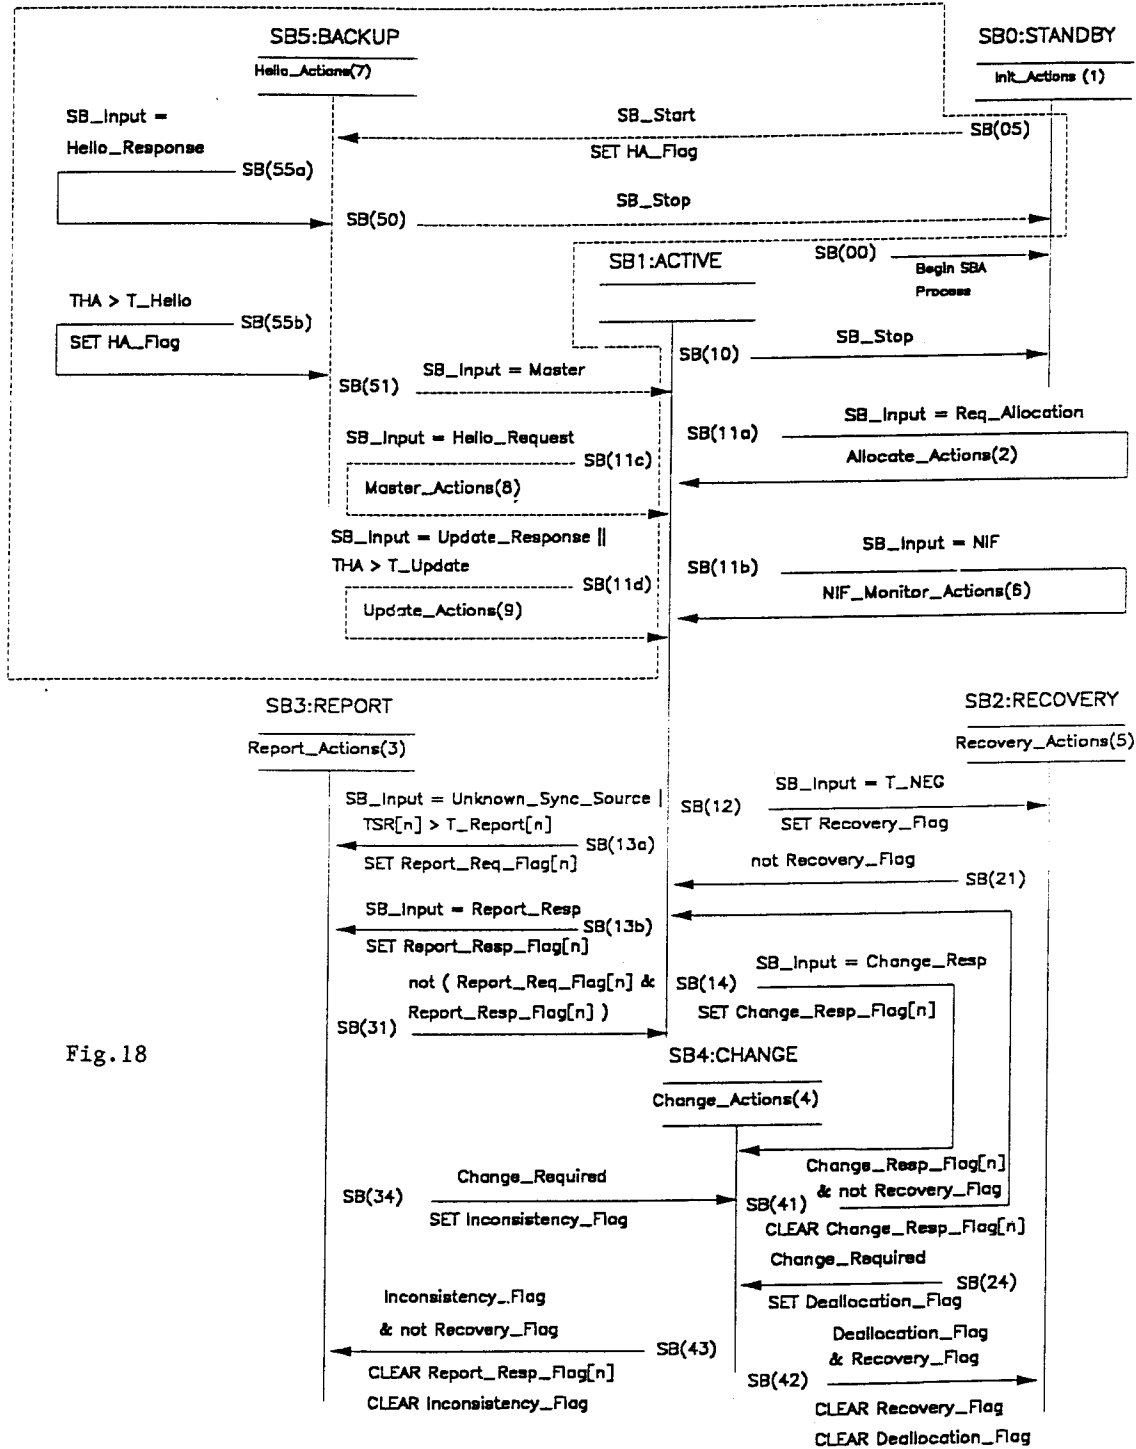 SB5:BACKUP
SB0:STANDBY
Hello_Actions(7)
Init_Actions (1)
SB_Input =
Hello_Response
SB_Start
SB(05)
SET HA_Flag
SB(55a)
SB_Stop
SB(50)
SB(00)
Begin SBA
Process
SB1:ACTIVE
THA > T_Hello
SB(55b)
SET HA_Flag
SB_Stop
SB(10)
SB_Input = Master
SB(51)
SB_Input = Req_Allocation
SB(11a)
Allocate_Actions(2)
SB_Input = Hello_Request
SB(11c)
Master_Actions(8)
SB_Input = Update_Response ||
THA > T_Update
SB(11d)
Update_Actions(9)
SB_Input = NIF
SB(11b)
NIF_Monitor_Actions(6)
SB3:REPORT
SB2:RECOVERY
Report_Actions(3)
Recovery_Actions(5)
SB_Input = Unknown_Sync_Source |
TSR[n] > T_Report[n]
SB(13a)
SET Report_Req_Flag[n]
SB_Input = T_NEG
SB(12)
SET Recovery_Flag
not Recovery_Flag
SB(21)
SB_Input = Report_Resp
SB(13b)
SET Report_Resp_Flag[n]
not ( Report_Req_Flag[n] &
Report_Resp_Flag[n] )
SB(31)
SB_Input = Change_Resp
SB(14)
SET Change_Resp_Flag[n]
Fig.18
SB4:CHANGE
Change_Actions(4)
Change_Required
SB(34)
SET Inconsistency_Flag
Change_Resp_Flag[n]
& not Recovery_Flag
SB(41)
CLEAR Change_Resp_Flag[n]
Change_Required
SB(24)
SET Deallocation_Flag
Inconsistency_Flag
& not Recovery_Flag
SB(43)
CLEAR Report_Resp_Flag[n]
CLEAR Inconsistency_Flag
Deallocation_Flag
& Recovery_Flag
SB(42)
CLEAR Recovery_Flag
CLEAR Deallocation_Flag